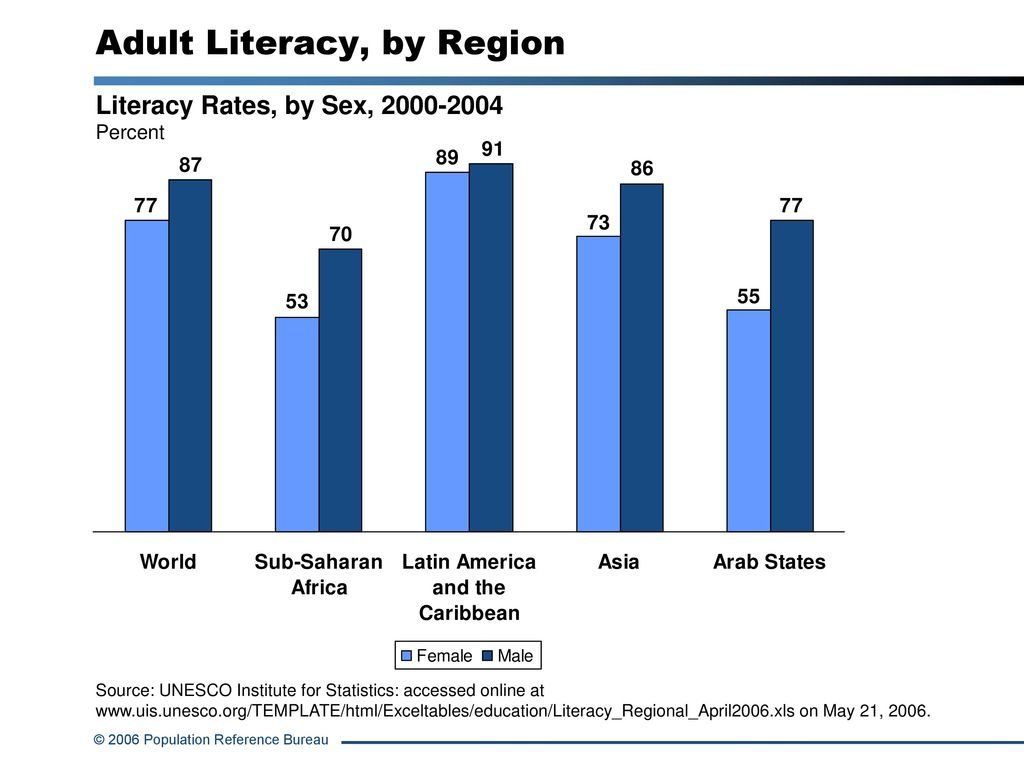 Adult Literacy, by Region
Literacy Rates, by Sex, 2000-2004
Percent
77
87
53
70
89
91
73
86
55
77
World
Sub-Saharan
Africa
Latin America
and the
Caribbean
Asia
Arab States
Female
Male
Source: UNESCO Institute for Statistics: accessed online at
www.uis.unesco.org/TEMPLATE/html/Exceltables/education/Literacy_Regional_April2006.xls on May 21, 2006.
© 2006 Population Reference Bureau